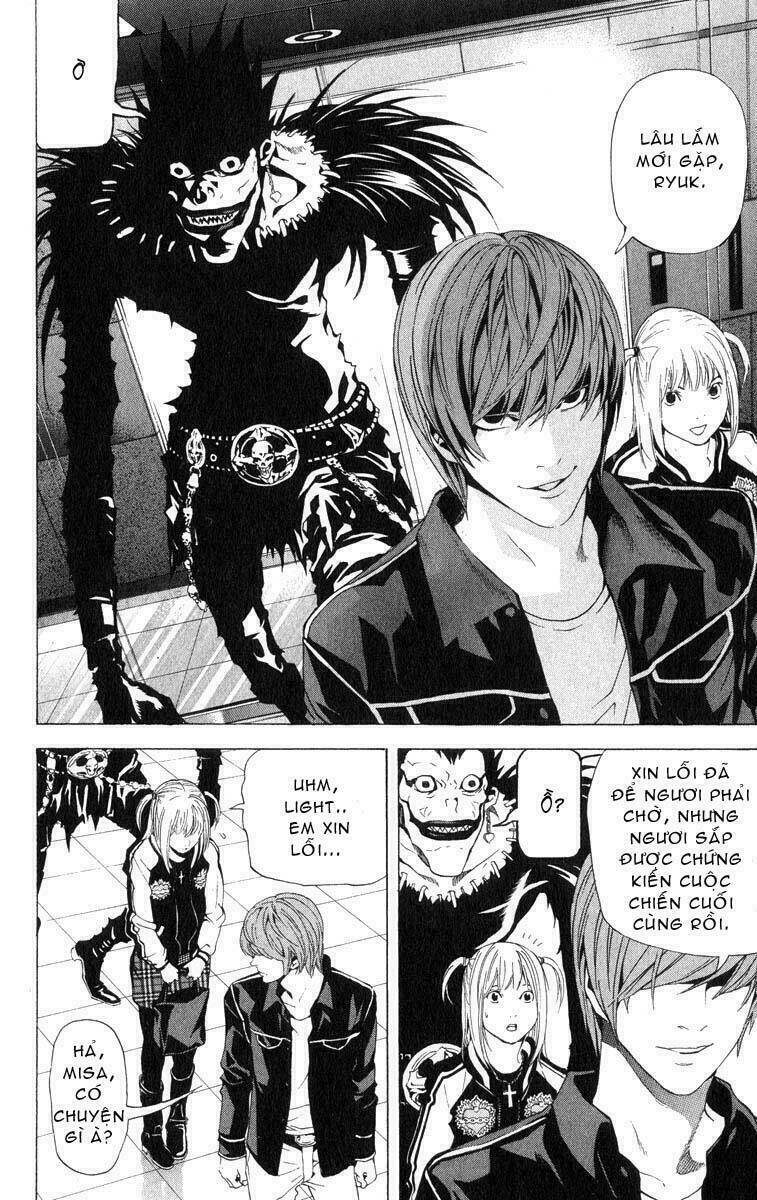 LÂU LẮM
MỚI GẶP,
RYUK.
Ồ
XIN LỖI ĐÃ
ĐỂ NGƯƠI PHẢI
CHỜ, NHƯNG
NGƯƠI SẮP
ĐƯỢC CHỨNG
KIẾN CUỘC
CHIẾN CUỐI
CÙNG RỒI.
Ồ?
UHM,
LIGHT..
EM XIN
LỖI...
HẢ,
MISA,
CÓ
CHUYỆN
GÌ À?